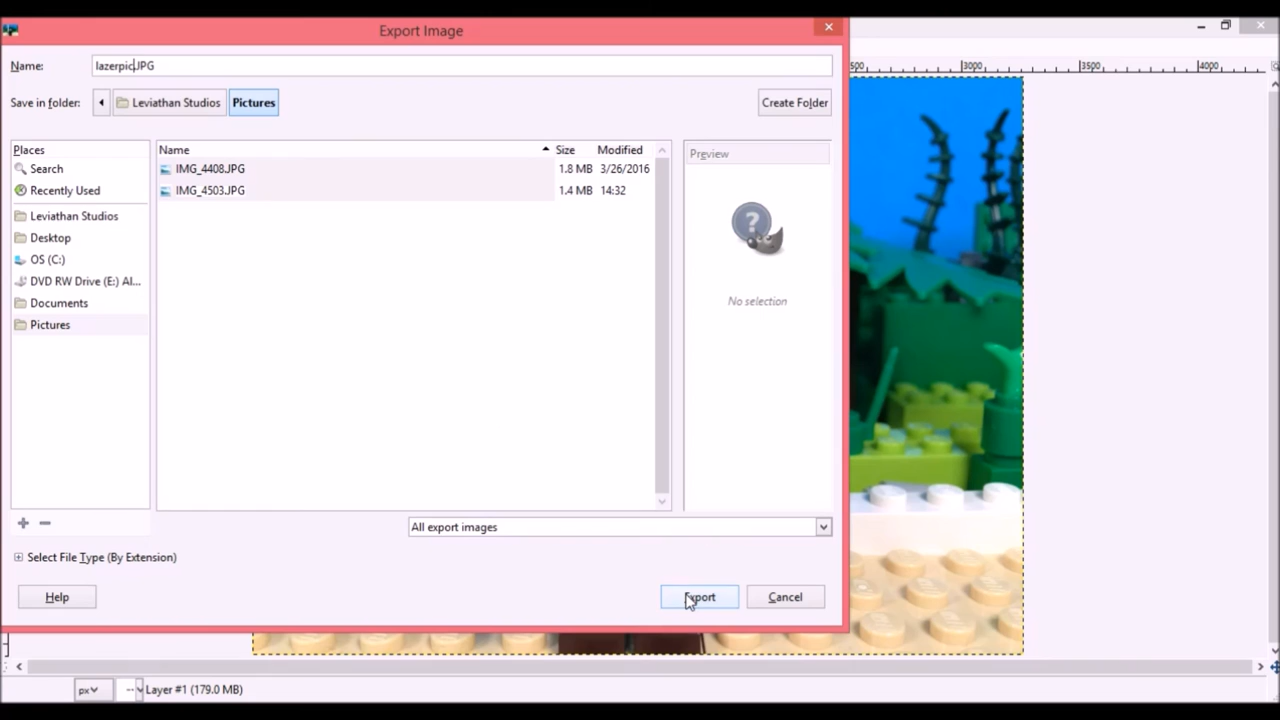 Export Image
Name: lazerpic.JPG
Save in folder: Leviathan Studios Pictures Create Folder
500 3000 3500 4000
Places Name Size Modified Preview
Search IMG_4408.JPG 1.8 MB 3/26/2016
Recently Used IMG_4503.JPG 1.4 MB 14:32
Leviathan Studios
Desktop
OS (C:)
DVD RW Drive (E:) Al...
No selection
Documents
Pictures
All export images
Select File Type (By Extension)
Help Export Cancel
px Layer #1 (179.0 MB)